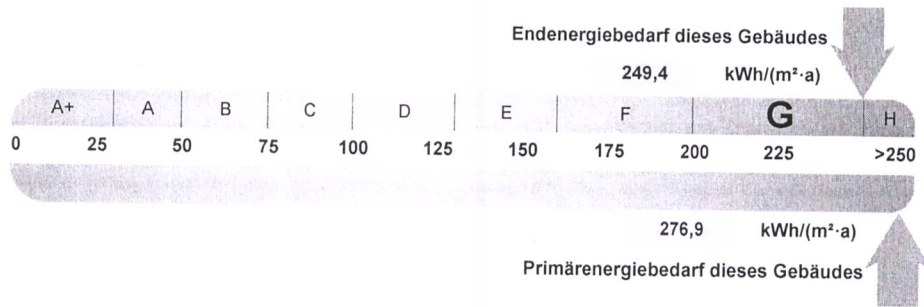 Endenergiebedarf dieses Gebäudes
249,4 kWh/(m²·a)
A+ A B C D E F G H
0 25 50 75 100 125 150 175 200 225 >250
276,9 kWh/(m²·a)
Primärenergiebedarf dieses Gebäudes